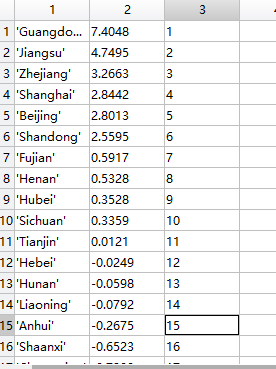 1 2 3
1 'Guangdo... 7.4048 1
2 'Jiangsu' 4.7495 2
3 'Zhejiang' 3.2663 3
4 'Shanghai' 2.8442 4
5 'Beijing' 2.8013 5
6 'Shandong' 2.5595 6
7 'Fujian' 0.5917 7
8 'Henan' 0.5328 8
9 'Hubei' 0.3528 9
10 'Sichuan' 0.3359 10
11 'Tianjin' 0.0121 11
12 'Hebei' -0.0249 12
13 'Hunan' -0.0598 13
14 'Liaoning' -0.0792 14
15 'Anhui' -0.2675 15
16 'Shaanxi' -0.6523 16